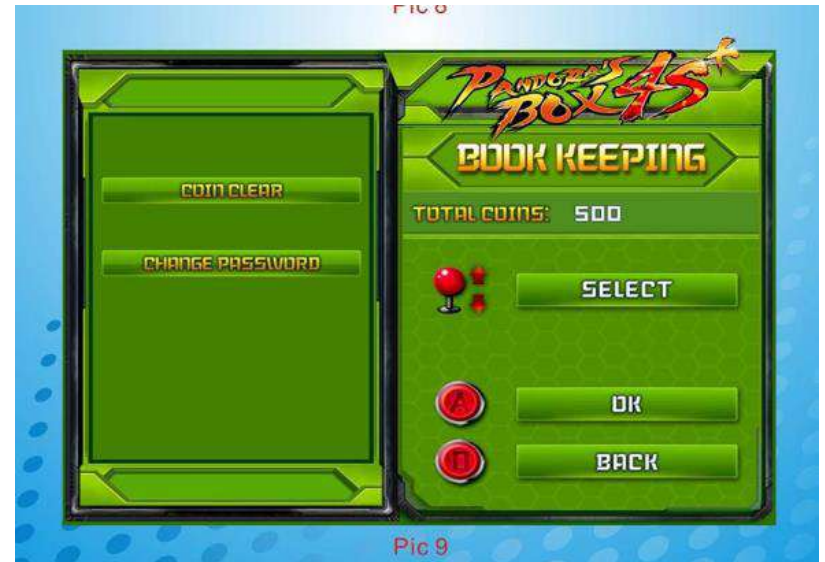 Pic 8
PANDORA'S
BOX 4S+
BOOK KEEPING
COIN CLEAR
TOTAL COINS: 500
CHANGE PASSWORD
SELECT
A
OK
D
BACK
Pic 9